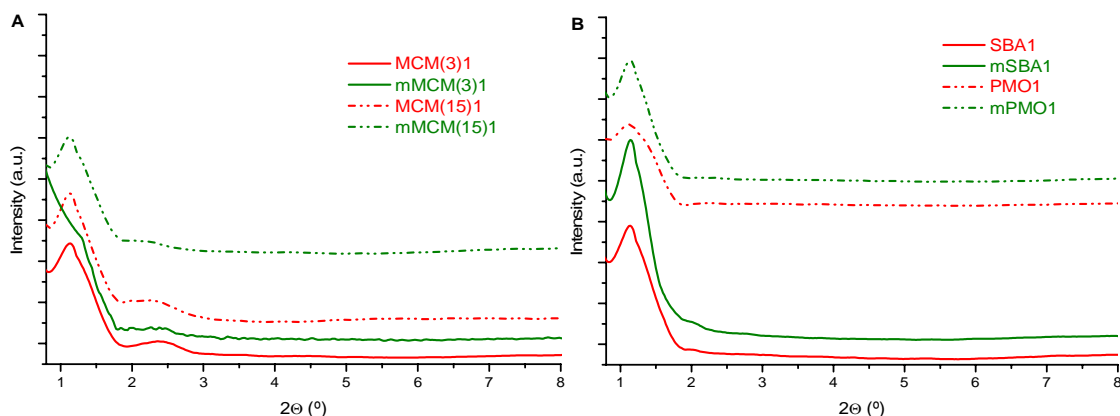 A
MCM(3)1
mMCM(3)1
MCM(15)1
mMCM(15)1
Intensity (a.u.)
1 2 3 4 5 6 7 8
2Θ (º)
B
SBA1
mSBA1
PMO1
mPMO1
Intensity (a.u.)
1 2 3 4 5 6 7 8
2Θ (º)